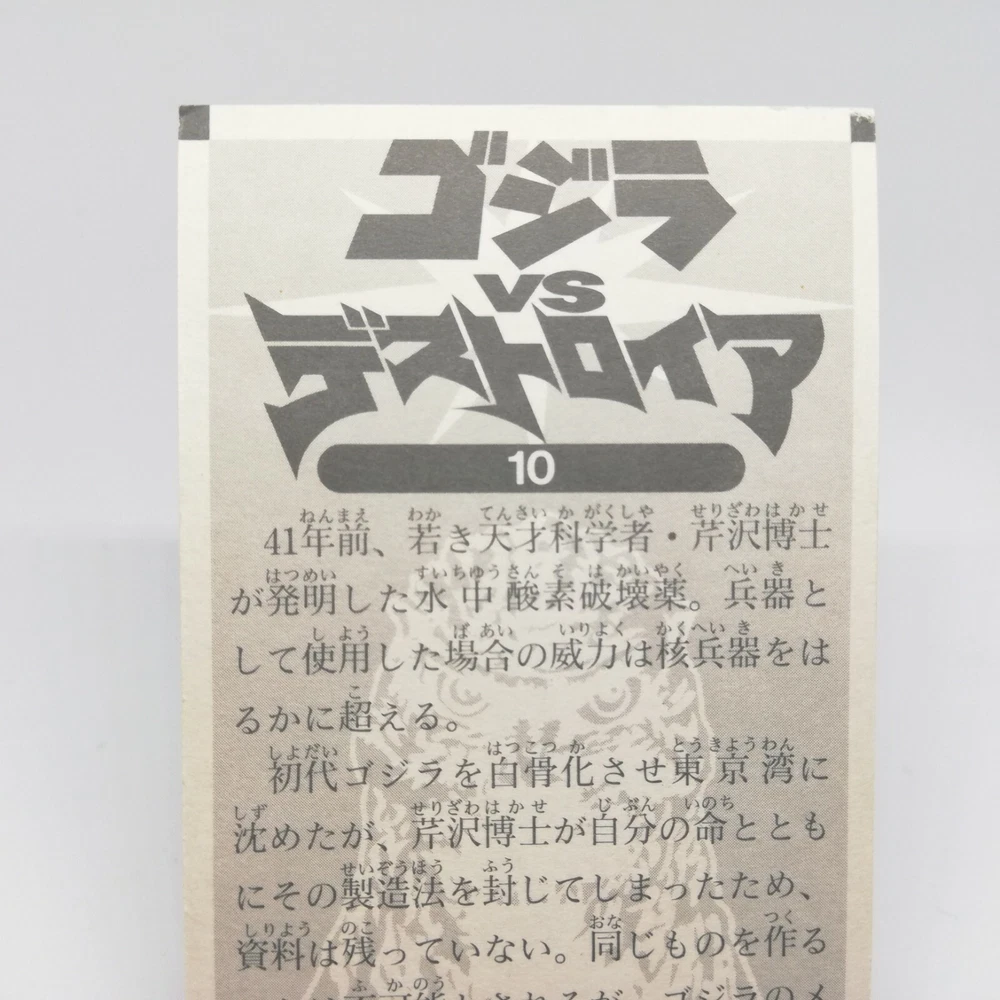 ゴジラ
VS
デストロイア
10
41年前、若き天才科学者・芹沢博士
が発明した水中酸素破壊薬。兵器と
して使用した場合の威力は核兵器をは
るかに超える。
初代ゴジラを白骨化させ東京湾に
沈めたが、芹沢博士が自分の命ととも
にその製造法を封じてしまったため、
資料は残っていない。同じものを作る